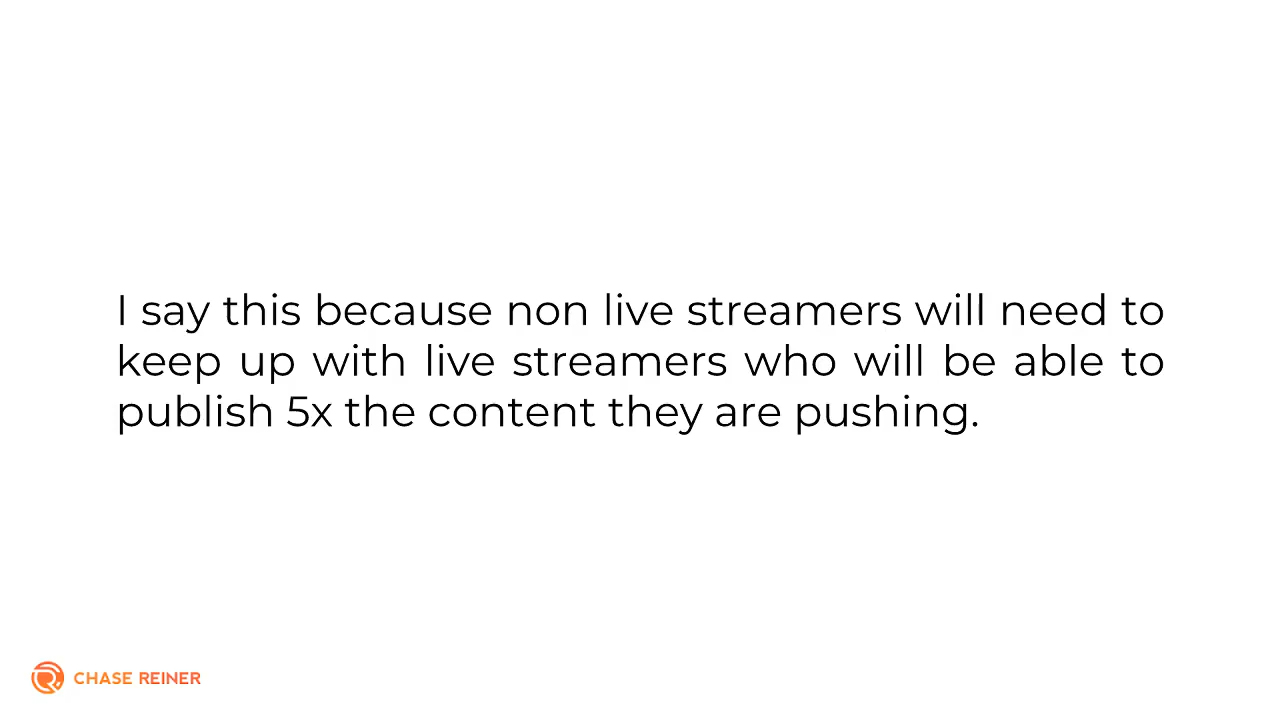 I say this because non live streamers will need to
keep up with live streamers who will be able to
publish 5x the content they are pushing.
CHASE REINER